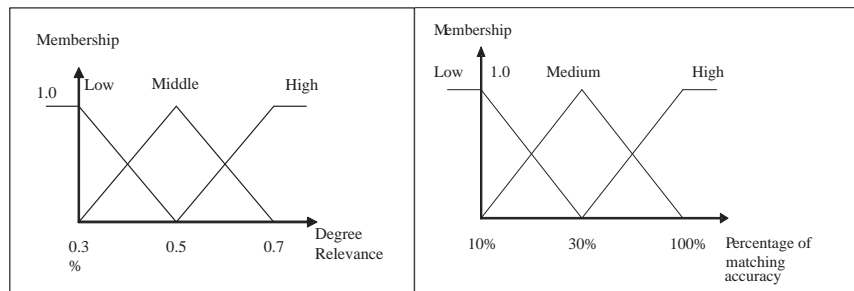 Membership
1.0
Low
Middle
High
0.3
%
0.5
0.7
Degree
Relevance
Membership
Low
1.0
Medium
High
10%
30%
100%
Percentage of
matching
accuracy